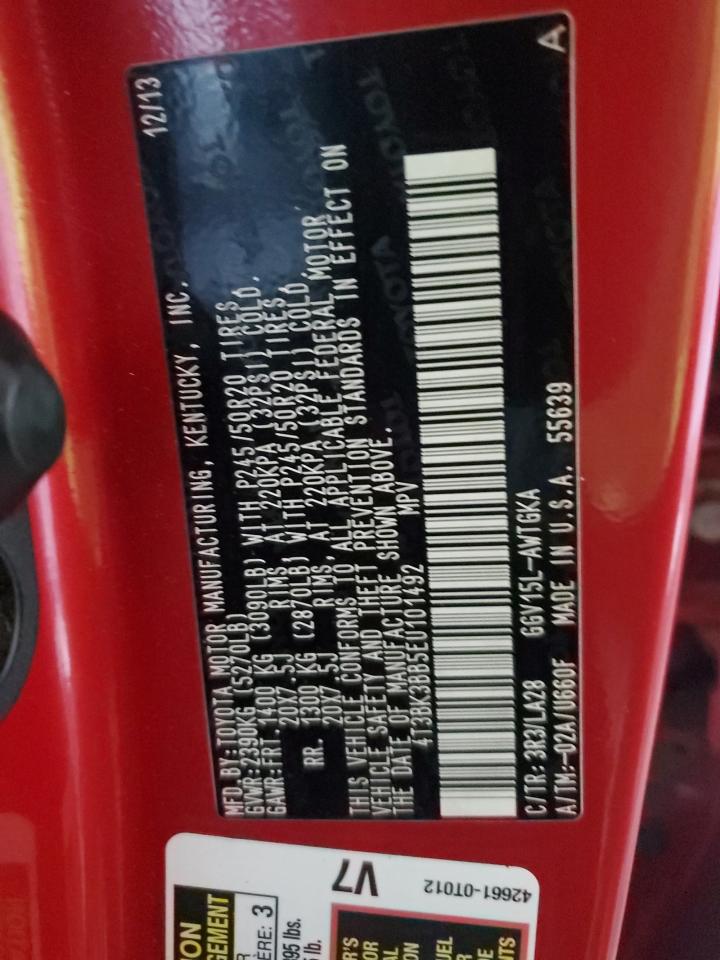 MFD. BY: TOYOTA MOTOR MANUFACTURING, KENTUCKY, INC. 12/13
GVWR: 2390KG (5270LB)
GAWR: FRT. 1400 KG (3090LB) WITH P245/50R20 TIRES,
20X7.5J RIMS, AT 220KPA (32PSI) COLD,
RR. 1300 KG (2870LB) WITH P245/50R20 TIRES,
20X7.5J RIMS, AT 220KPA (32PSI) COLD,
THIS VEHICLE CONFORMS TO ALL APPLICABLE FEDERAL MOTOR
VEHICLE SAFETY AND THEFT PREVENTION STANDARDS IN EFFECT ON
THE DATE OF MANUFACTURE SHOWN ABOVE.
4T3BK3BB5EU101492 MPV
C/TR: 3R3/LA28 GGV15L-AWTGKA
A/TM:-02A/U660F MADE IN U.S.A. 55639 A
V7
42661-0T012